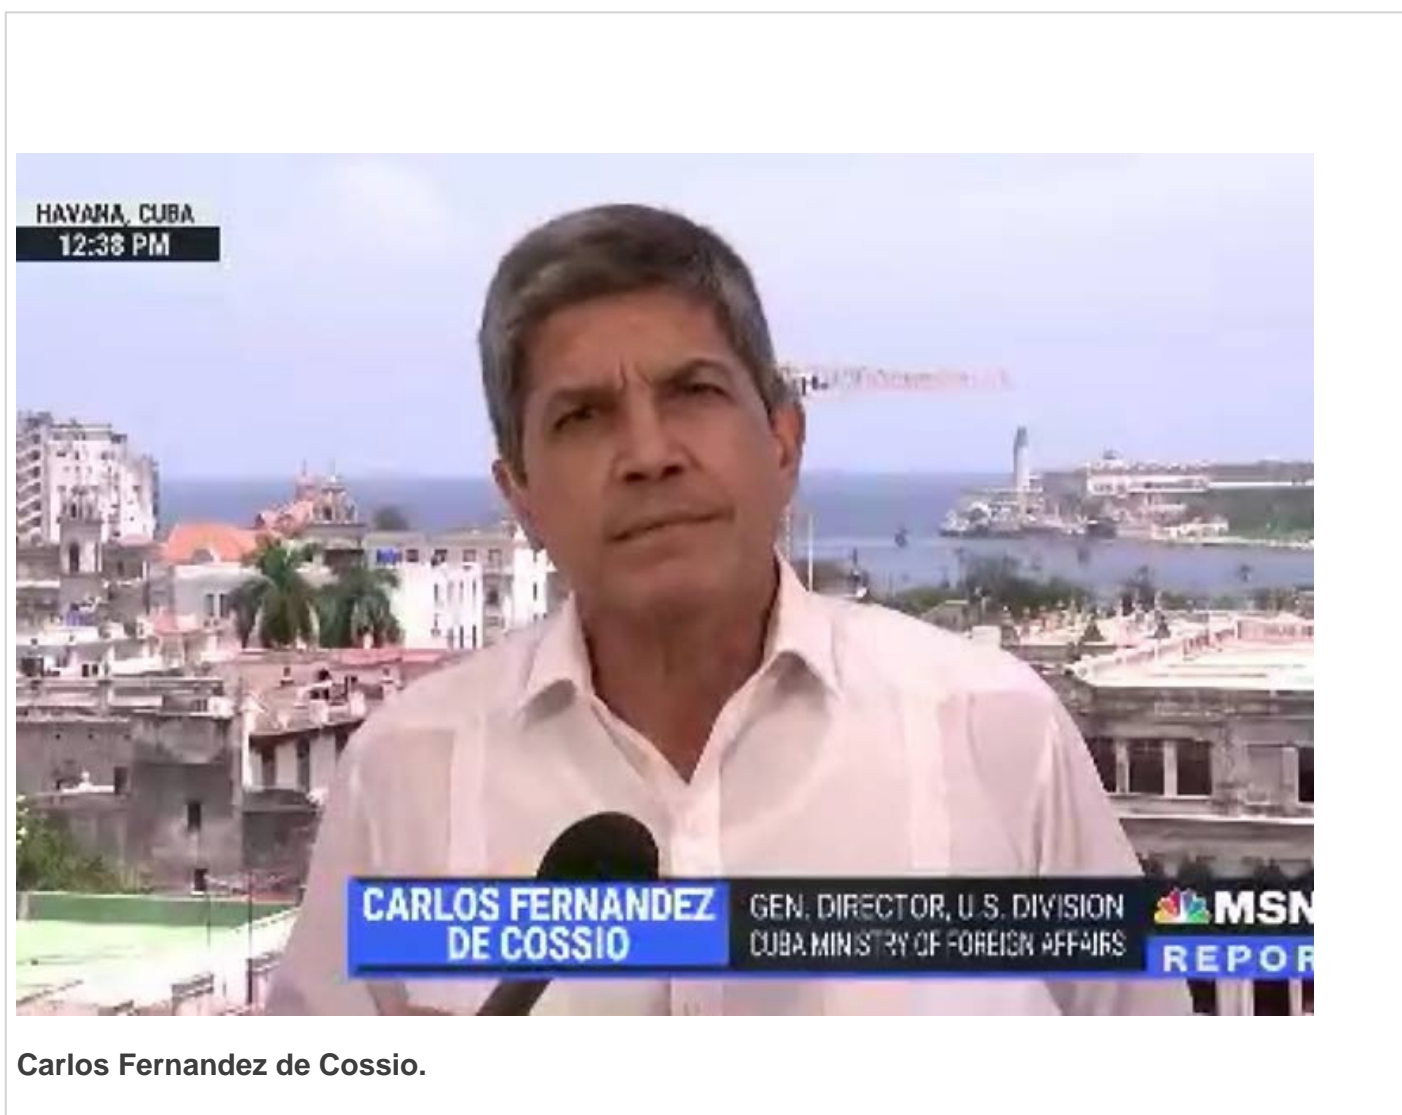 HAVANA, CUBA
12:38 PM
CARLOS FERNANDEZ
DE COSSIO
GEN. DIRECTOR, U.S. DIVISION
CUBA MINISTRY OF FOREIGN AFFAIRS
MSN
REPOR
Carlos Fernandez de Cossio.